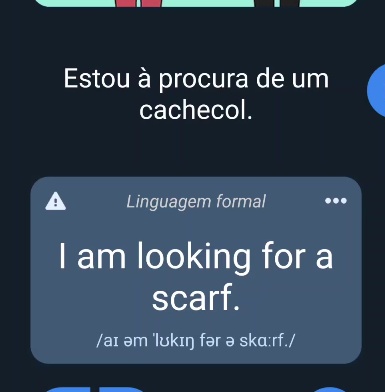 Estou à procura de um
cachecol.
Linguagem formal
I am looking for a
scarf.
/aɪ əm ˈlʊkɪŋ fər ə skɑːrf./